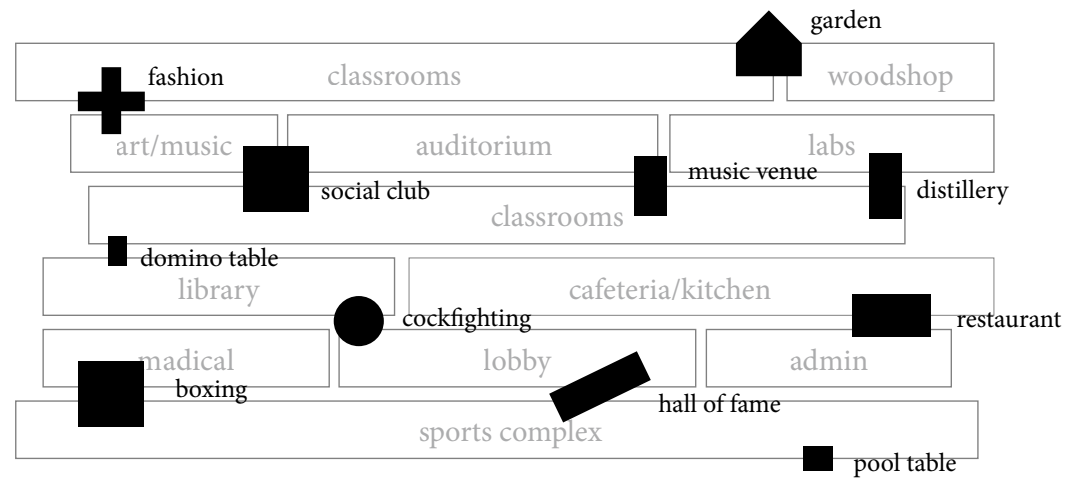 garden
fashion
classrooms
woodshop
art/music
auditorium
labs
music venue
social club
distillery
classrooms
domino table
library
cafeteria/kitchen
cockfighting
restaurant
madical
lobby
admin
boxing
hall of fame
sports complex
pool table